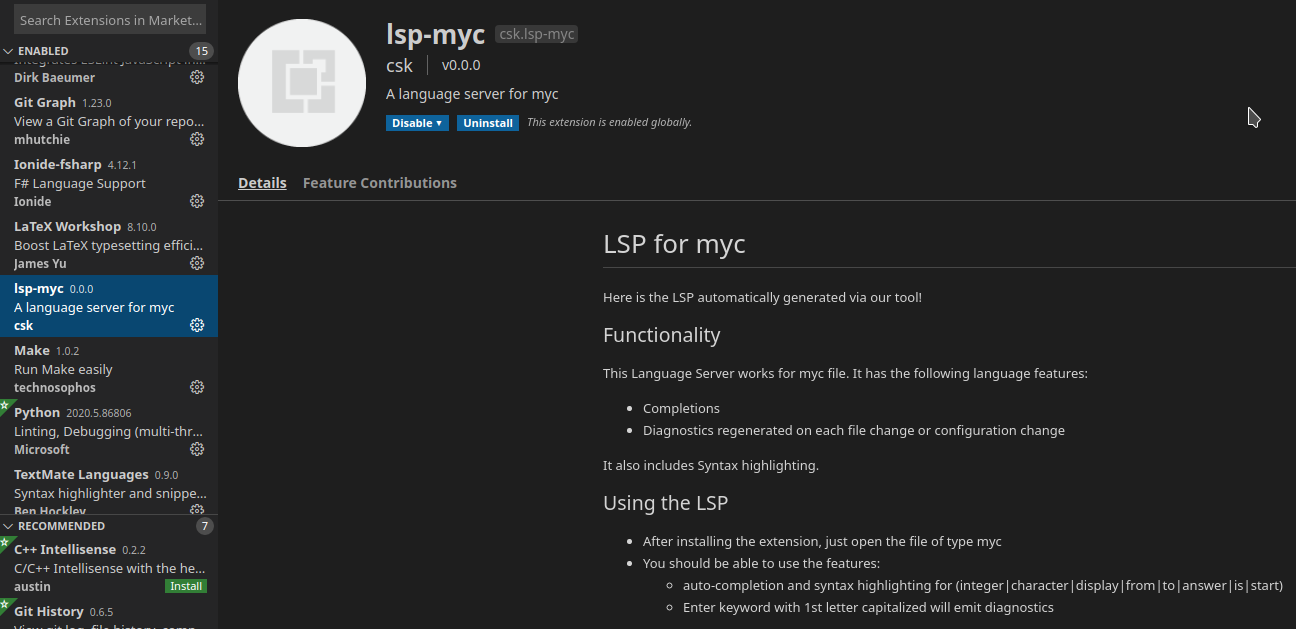 Search Extensions in Market...
ENABLED 15
Integrates ESLint JavaScript in...
Dirk Baeumer
Git Graph 1.23.0
View a Git Graph of your repo...
mhutchie
Ionide-fsharp 4.12.1
F# Language Support
Ionide
LaTeX Workshop 8.10.0
Boost LaTeX typesetting effici...
James Yu
lsp-myc 0.0.0
A language server for myc
csk
Make 1.0.2
Run Make easily
technosophos
Python 2020.5.86806
Linting, Debugging (multi-thr...
Microsoft
TextMate Languages 0.9.0
Syntax highlighter and snippe...
Ben Hockley
RECOMMENDED 7
C++ Intellisense 0.2.2
C/C++ Intellisense with the he...
austin Install
Git History 0.6.5
View git log, file history, comp...
lsp-myc csk.lsp-myc
csk v0.0.0
A language server for myc
Disable Uninstall This extension is enabled globally.
Details Feature Contributions
LSP for myc
Here is the LSP automatically generated via our tool!
Functionality
This Language Server works for myc file. It has the following language features:
• Completions
• Diagnostics regenerated on each file change or configuration change
It also includes Syntax highlighting.
Using the LSP
• After installing the extension, just open the file of type myc
• You should be able to use the features:
◦ auto-completion and syntax highlighting for (integer|character|display|from|to|answer|is|start)
◦ Enter keyword with 1st letter capitalized will emit diagnostics